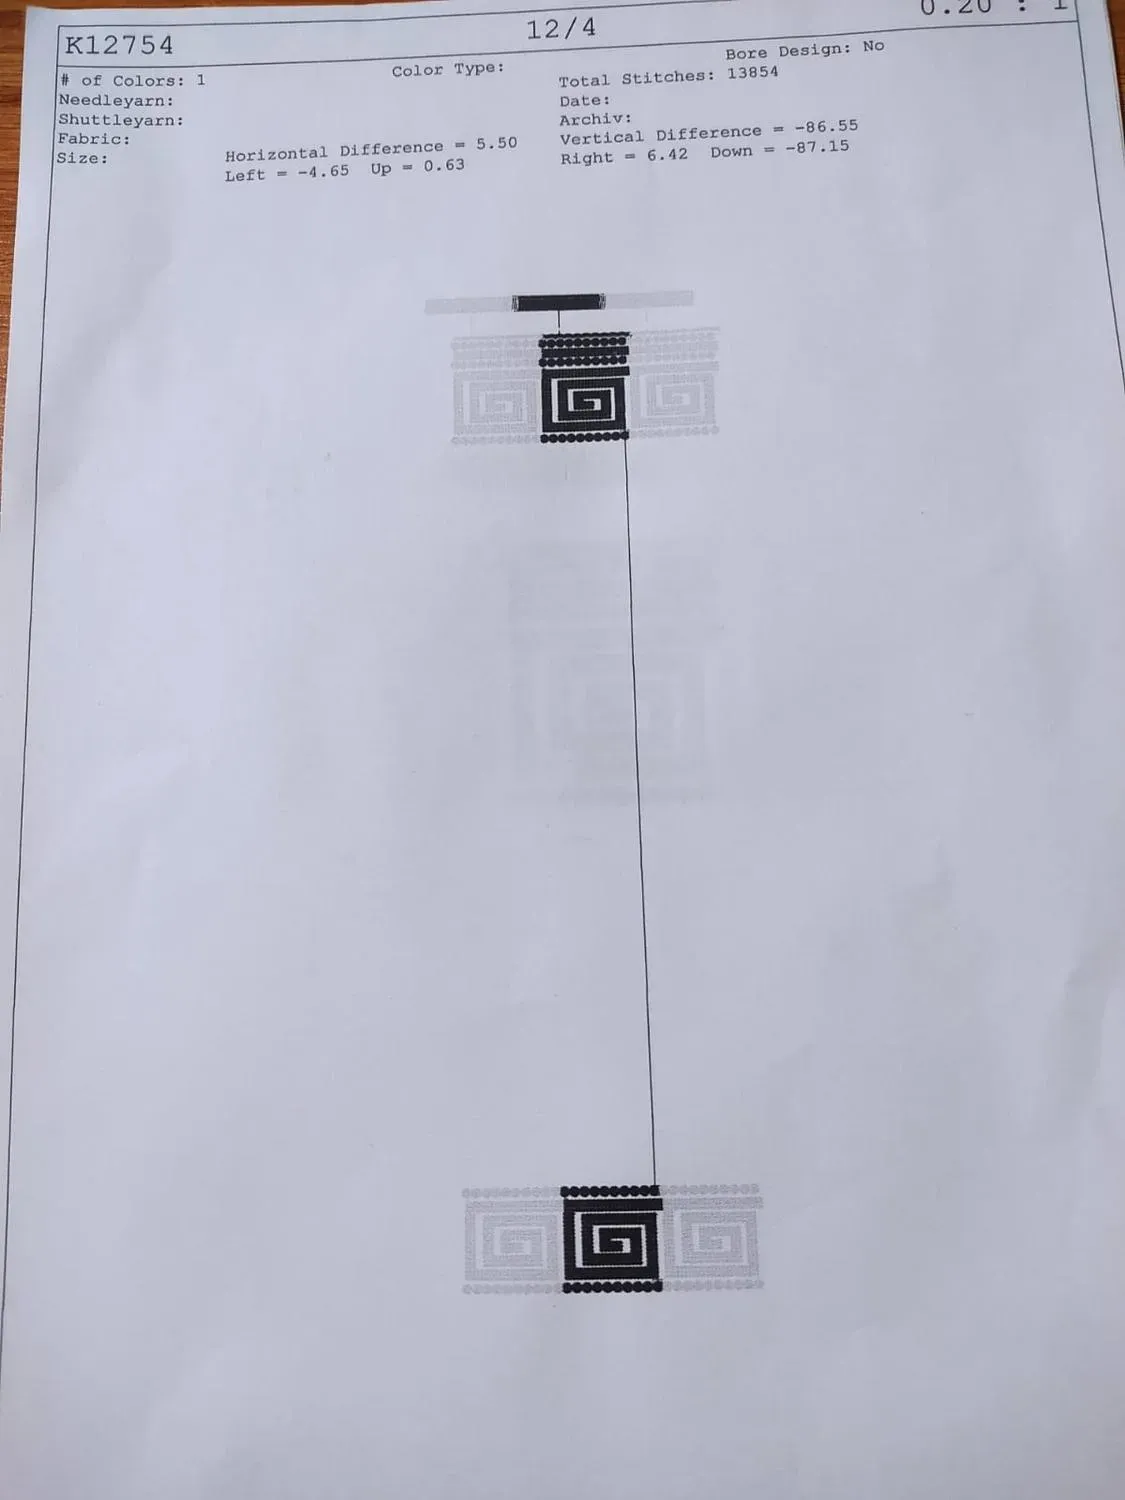 K12754 12/4 0.20 : 1
# of Colors: 1 Color Type: Bore Design: No
Needleyarn: Total Stitches: 13854
Shuttleyarn: Date:
Fabric: Archiv:
Size: Horizontal Difference = 5.50 Vertical Difference = -86.55
Left = -4.65 Up = 0.63 Right = 6.42 Down = -87.15